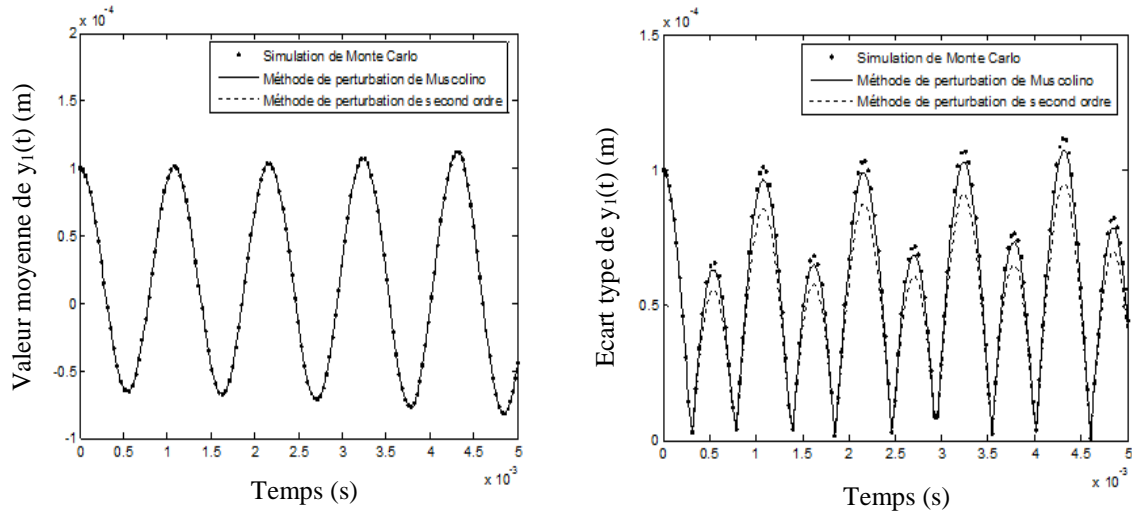 x 10⁻⁴
2
1.5
1
0.5
0
-0.5
-1
Valeur moyenne de y₁(t) (m)
Simulation de Monte Carlo
Méthode de perturbation de Muscolino
Méthode de perturbation de second ordre
0 0.5 1 1.5 2 2.5 3 3.5 4 4.5 5
x 10⁻³
Temps (s)
x 10⁻⁴
1.5
1
0.5
0
Ecart type de y₁(t) (m)
Simulation de Monte Carlo
Méthode de perturbation de Muscolino
Méthode de perturbation de second ordre
0 0.5 1 1.5 2 2.5 3 3.5 4 4.5 5
x 10⁻³
Temps (s)